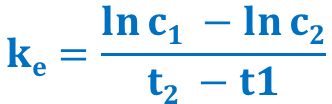 kₑ = (ln c₁ − ln c₂) / (t₂ − t1)